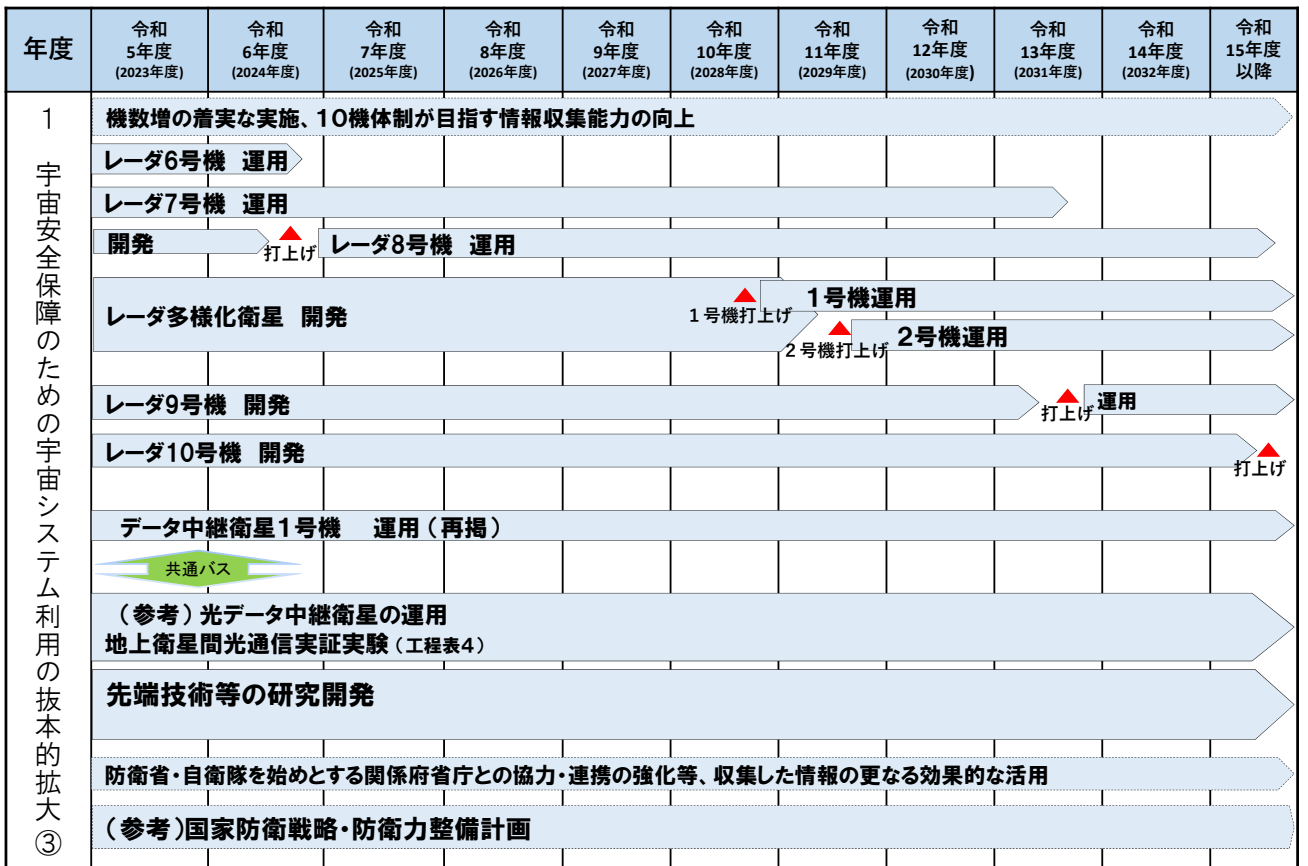 年度
令和
5年度
(2023年度)
令和
6年度
(2024年度)
令和
7年度
(2025年度)
令和
8年度
(2026年度)
令和
9年度
(2027年度)
令和
10年度
(2028年度)
令和
11年度
(2029年度)
令和
12年度
(2030年度)
令和
13年度
(2031年度)
令和
14年度
(2032年度)
令和
15年度
以降
1 宇宙安全保障のための宇宙システム利用の抜本的拡大③
機数増の着実な実施、10機体制が目指す情報収集能力の向上
レーダ6号機 運用
レーダ7号機 運用
開発
打上げ
レーダ8号機 運用
レーダ多様化衛星 開発
1号機打上げ
1号機運用
2号機打上げ
2号機運用
レーダ9号機 開発
打上げ
運用
レーダ10号機 開発
打上げ
データ中継衛星1号機 運用(再掲)
共通バス
(参考)光データ中継衛星の運用
地上衛星間光通信実証実験(工程表4)
先端技術等の研究開発
防衛省・自衛隊を始めとする関係府省庁との協力・連携の強化等、収集した情報の更なる効果的な活用
(参考)国家防衛戦略・防衛力整備計画